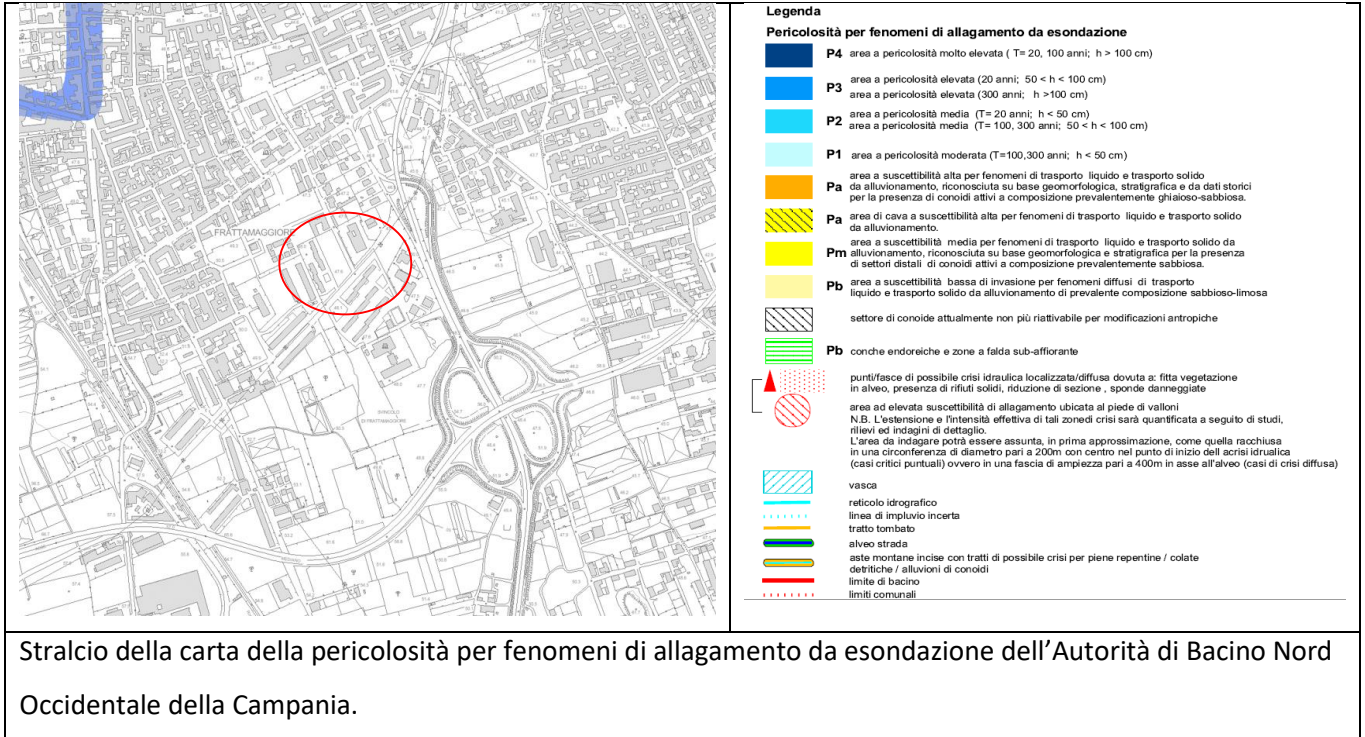 FRATTAMAGGIORE
SVINCOLO
DI FRATTAMAGGIORE
Legenda
Pericolosità per fenomeni di allagamento da esondazione
P4 area a pericolosità molto elevata ( T= 20, 100 anni; h > 100 cm)
P3 area a pericolosità elevata (20 anni; 50 < h < 100 cm)
area a pericolosità elevata (300 anni; h >100 cm)
P2 area a pericolosità media (T= 20 anni; h < 50 cm)
area a pericolosità media (T= 100, 300 anni; 50 < h < 100 cm)
P1 area a pericolosità moderata (T=100,300 anni; h < 50 cm)
Pa area a suscettibilità alta per fenomeni di trasporto liquido e trasporto solido
da alluvionamento, riconosciuta su base geomorfologica, stratigrafica e da dati storici
per la presenza di conoidi attivi a composizione prevalentemente ghiaioso-sabbiosa.
Pa area di cava a suscettibilità alta per fenomeni di trasporto liquido e trasporto solido
da alluvionamento.
Pm area a suscettibilità media per fenomeni di trasporto liquido e trasporto solido da
alluvionamento, riconosciuta su base geomorfologica e stratigrafica per la presenza
di settori distali di conoidi attivi a composizione prevalentemente sabbiosa.
Pb area a suscettibilità bassa di invasione per fenomeni diffusi di trasporto
liquido e trasporto solido da alluvionamento di prevalente composizione sabbioso-limosa
settore di conoide attualmente non più riattivabile per modificazioni antropiche
Pb conche endoreiche e zone a falda sub-affiorante
punti/fasce di possibile crisi idraulica localizzata/diffusa dovuta a: fitta vegetazione
in alveo, presenza di rifiuti solidi, riduzione di sezione , sponde danneggiate
area ad elevata suscettibilità di allagamento ubicata al piede di valloni
N.B. L'estensione e l'intensità effettiva di tali zonedi crisi sarà quantificata a seguito di studi,
rilievi ed indagini di dettaglio.
L'area da indagare potrà essere assunta, in prima approssimazione, come quella racchiusa
in una circonferenza di diametro pari a 200m con centro nel punto di inizio dell acrisi idrualica
(casi critici puntuali) ovvero in una fascia di ampiezza pari a 400m in asse all'alveo (casi di crisi diffusa)
vasca
reticolo idrografico
linea di impluvio incerta
tratto tombato
alveo strada
aste montane incise con tratti di possibile crisi per piene repentine / colate
detritiche / alluvioni di conoidi
limite di bacino
limiti comunali
Stralcio della carta della pericolosità per fenomeni di allagamento da esondazione dell'Autorità di Bacino Nord
Occidentale della Campania.